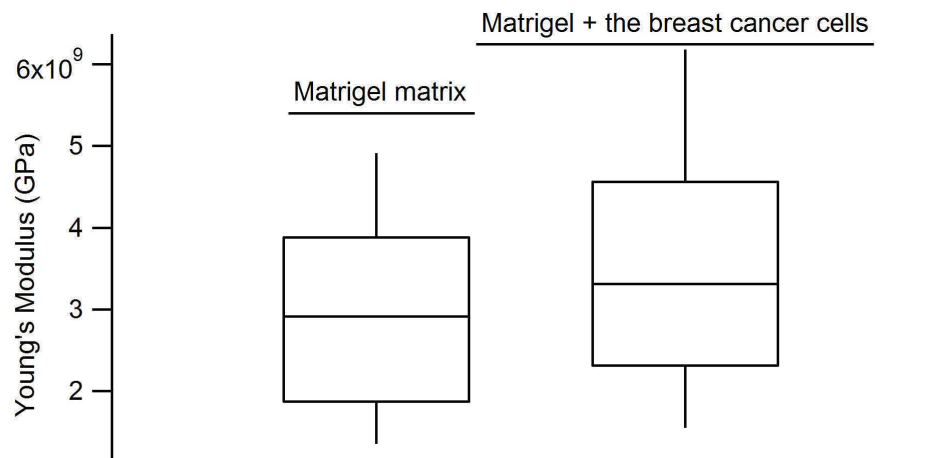 Matrigel + the breast cancer cells
Matrigel matrix
6x10⁹
5
4
3
2
Young's Modulus (GPa)